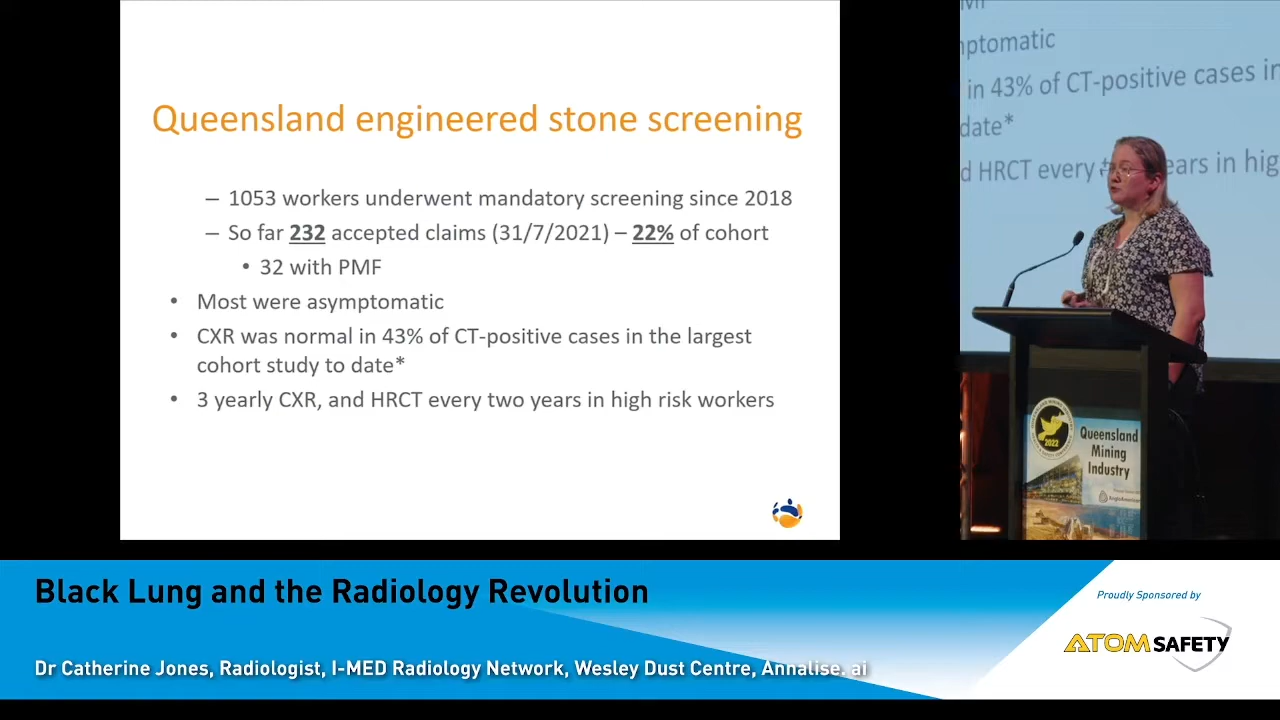 Queensland engineered stone screening
– 1053 workers underwent mandatory screening since 2018
– So far 232 accepted claims (31/7/2021) – 22% of cohort
• 32 with PMF
• Most were asymptomatic
• CXR was normal in 43% of CT-positive cases in the largest
cohort study to date*
• 3 yearly CXR, and HRCT every two years in high risk workers
ptomatic
in 43% of CT-positive cases in
date*
d HRCT every ears in hig
2022
Queensland
Mining
Industry
AngloAmerican
Black Lung and the Radiology Revolution
Dr Catherine Jones, Radiologist, I-MED Radiology Network, Wesley Dust Centre, Annalise. ai
Proudly Sponsored by
ATOM SAFETY